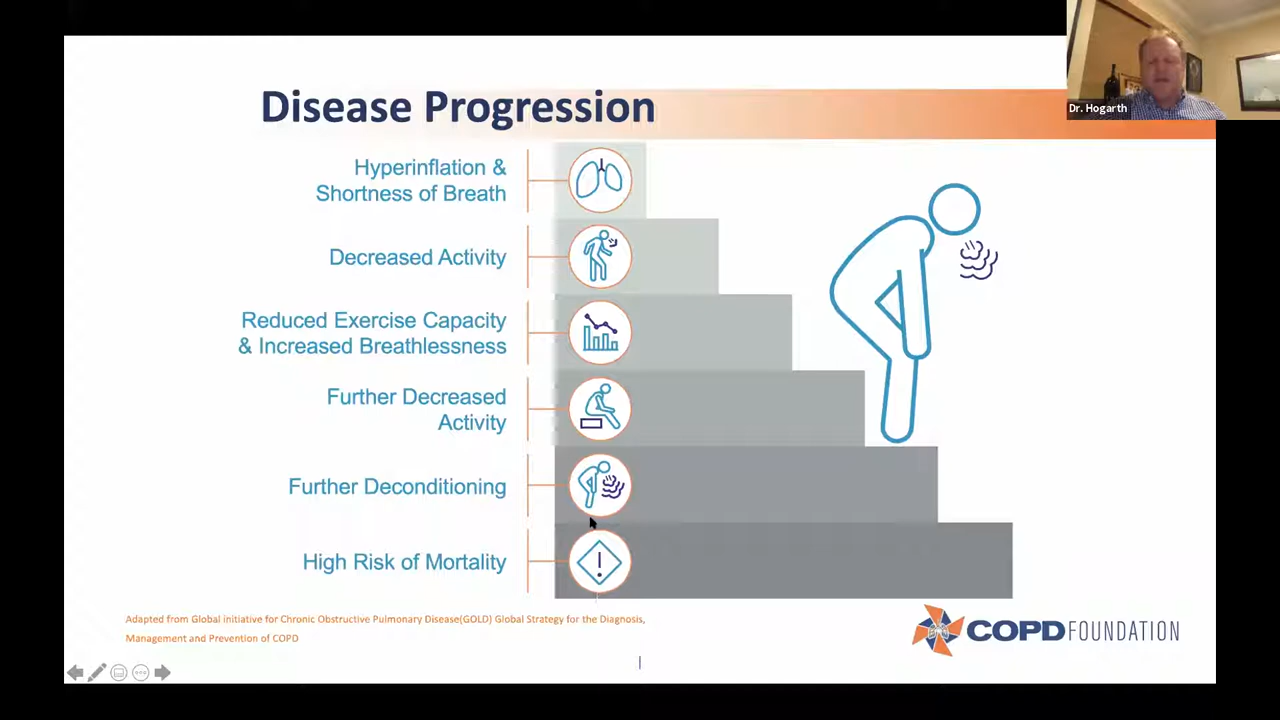 Dr. Hogarth
Disease Progression
Hyperinflation &
Shortness of Breath
Decreased Activity
Reduced Exercise Capacity
& Increased Breathlessness
Further Decreased
Activity
Further Deconditioning
High Risk of Mortality
Adapted from Global initiative for Chronic Obstructive Pulmonary Disease(GOLD) Global Strategy for the Diagnosis,
Management and Prevention of COPD
COPDFOUNDATION